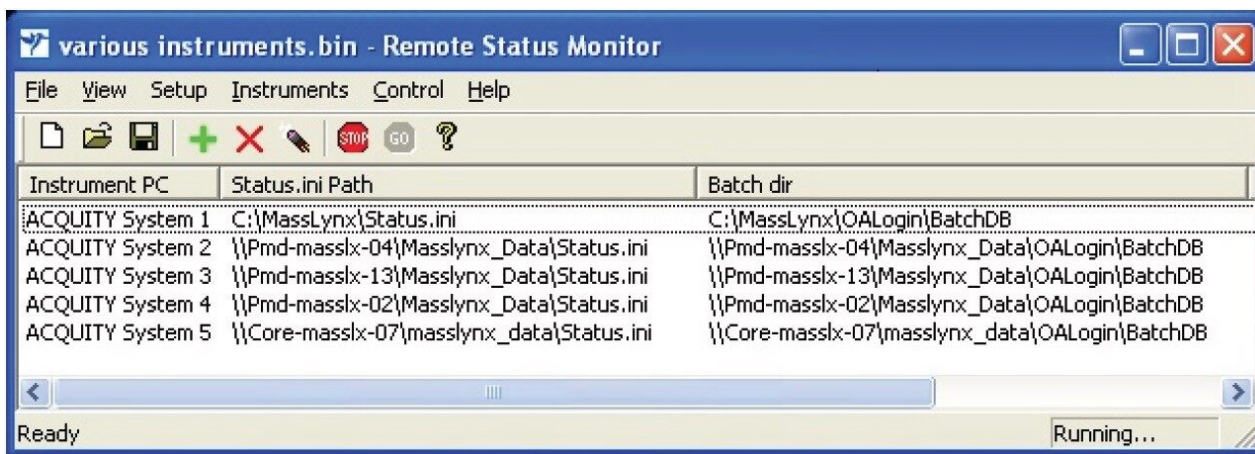 various instruments.bin - Remote Status Monitor
File View Setup Instruments Control Help
STOP GO ?
Instrument PC Status.ini Path Batch dir
ACQUITY System 1 C:\MassLynx\Status.ini C:\MassLynx\OALogin\BatchDB
ACQUITY System 2 \\Pmd-masslx-04\Masslynx_Data\Status.ini \\Pmd-masslx-04\Masslynx_Data\OALogin\BatchDB
ACQUITY System 3 \\Pmd-masslx-13\Masslynx_Data\Status.ini \\Pmd-masslx-13\Masslynx_Data\OALogin\BatchDB
ACQUITY System 4 \\Pmd-masslx-02\Masslynx_Data\Status.ini \\Pmd-masslx-02\Masslynx_Data\OALogin\BatchDB
ACQUITY System 5 \\Core-masslx-07\masslynx_data\Status.ini \\Core-masslx-07\masslynx_data\OALogin\BatchDB
Ready Running...